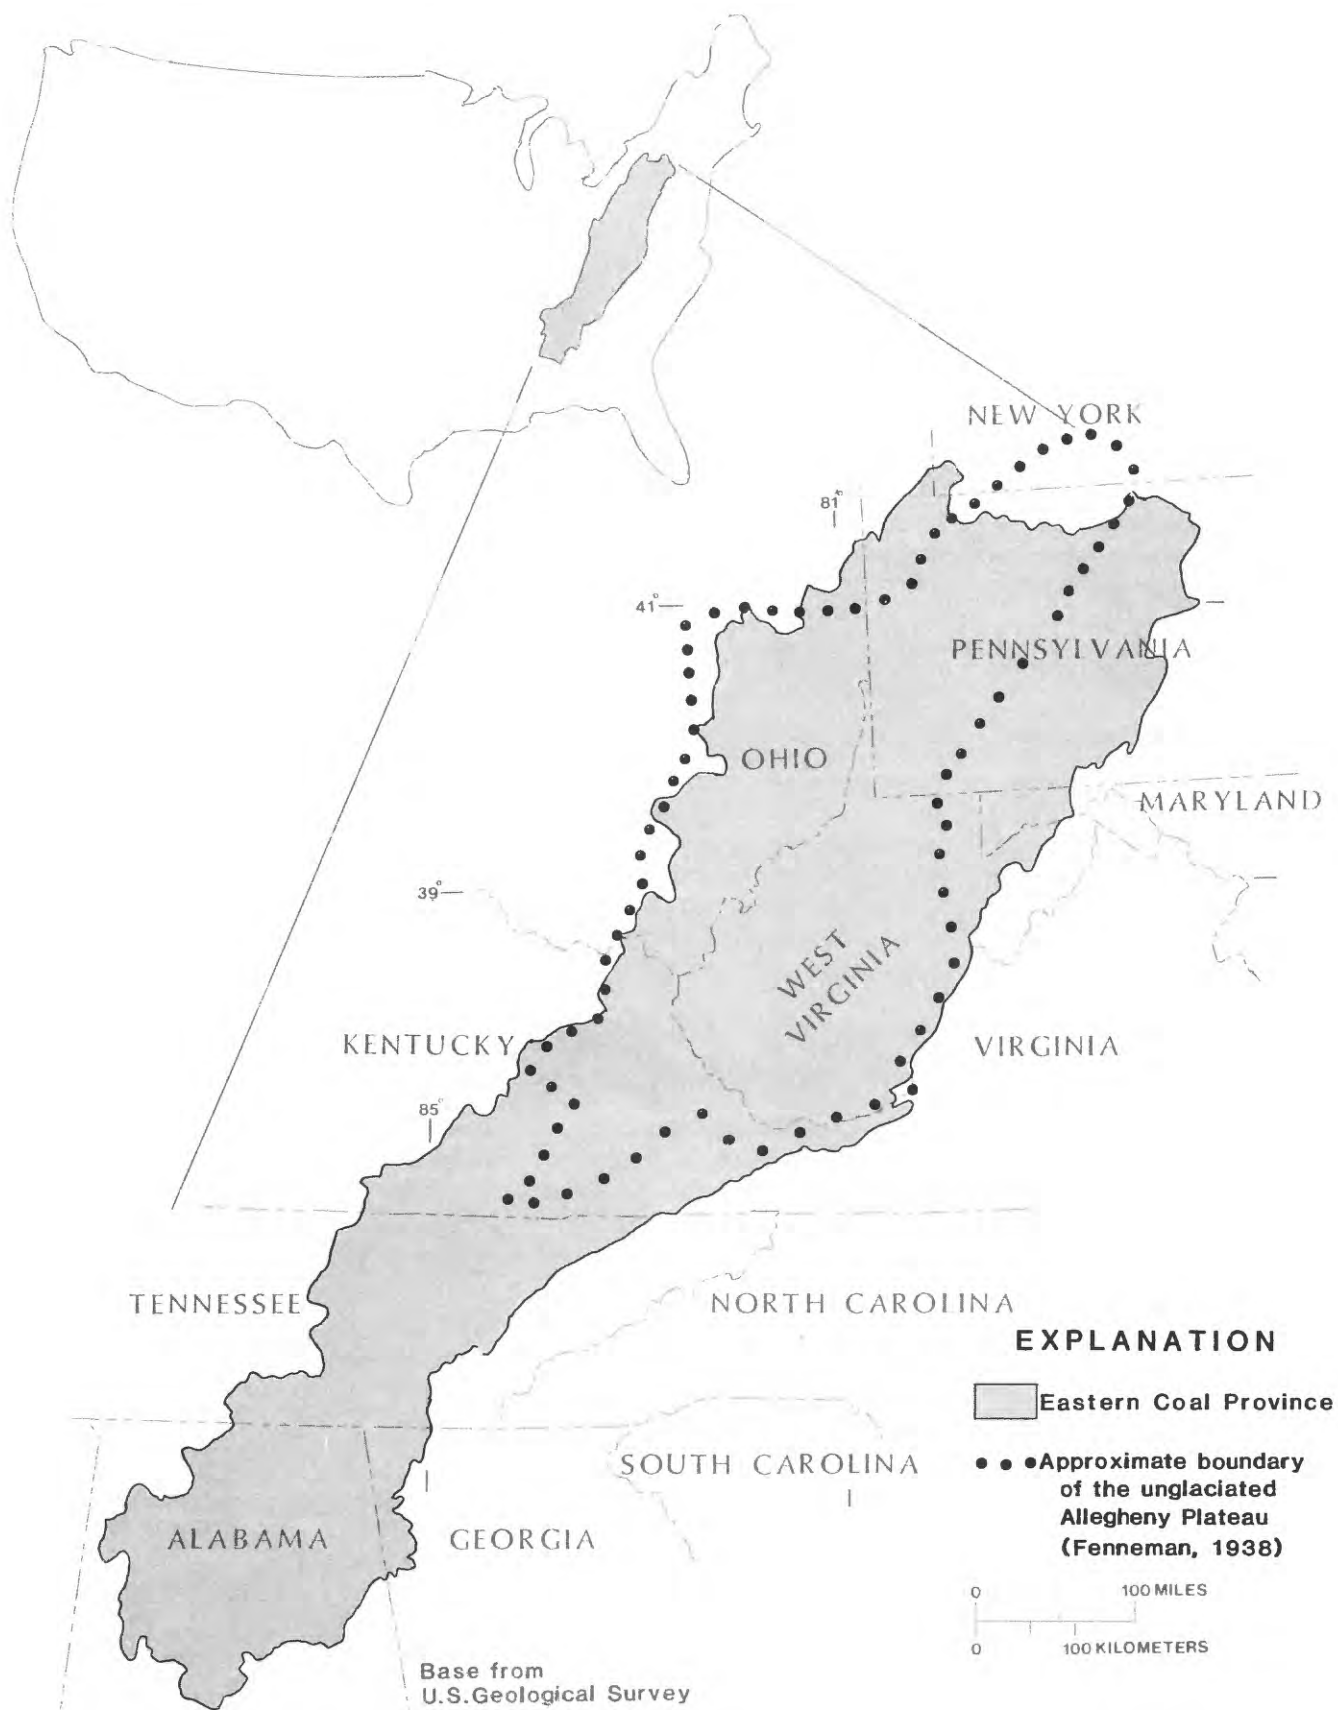 NEW YORK
81°
41°
PENNSYLVANIA
OHIO
MARYLAND
39°
WEST
VIRGINIA
KENTUCKY
VIRGINIA
85°
TENNESSEE
NORTH CAROLINA
EXPLANATION
Eastern Coal Province
SOUTH CAROLINA
Approximate boundary
of the unglaciated
Allegheny Plateau
(Fenneman, 1938)
ALABAMA
GEORGIA
0 100 MILES
0 100 KILOMETERS
Base from
U.S.Geological Survey